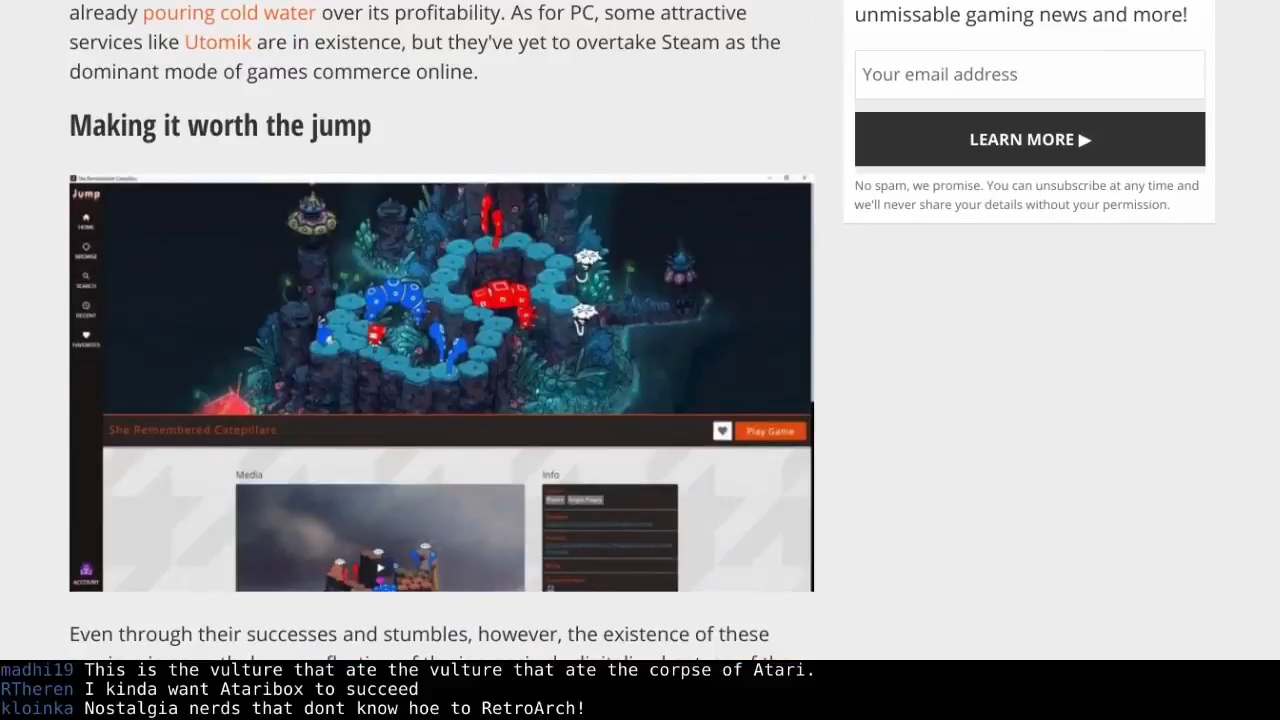 already pouring cold water over its profitability. As for PC, some attractive
services like Utomik are in existence, but they've yet to overtake Steam as the
dominant mode of games commerce online.
Making it worth the jump
Jump
HOME
BROWSE
SEARCH
RECENT
FAVORITES
She Remembered Catepillars
Play Game
Media
Info
ACCOUNT
Even through their successes and stumbles, however, the existence of these
unmissable gaming news and more!
Your email address
LEARN MORE ▶
No spam, we promise. You can unsubscribe at any time and
we'll never share your details without your permission.
madhi19 This is the vulture that ate the vulture that ate the corpse of Atari.
RTheren I kinda want Ataribox to succeed
kloinka Nostalgia nerds that dont know hoe to RetroArch!